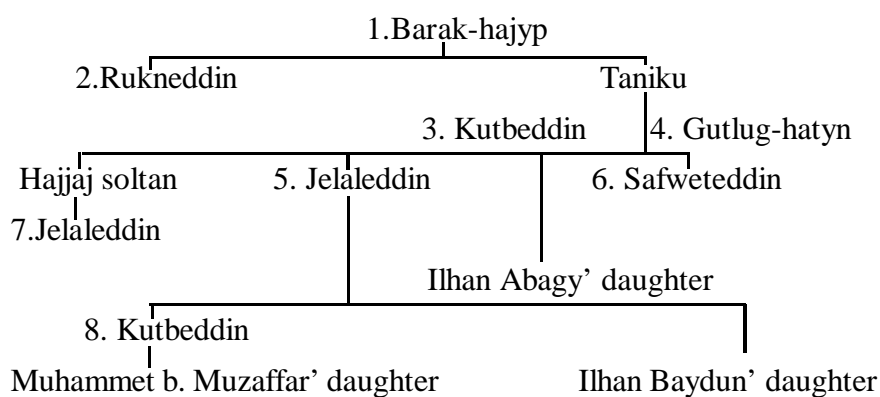 1.Barak-hajyp
2.Rukneddin Taniku
3. Kutbeddin 4. Gutlug-hatyn
Hajjaj soltan 5. Jelaleddin 6. Safweteddin
7.Jelaleddin
Ilhan Abagy’ daughter
8. Kutbeddin
Muhammet b. Muzaffar’ daughter Ilhan Baydun’ daughter